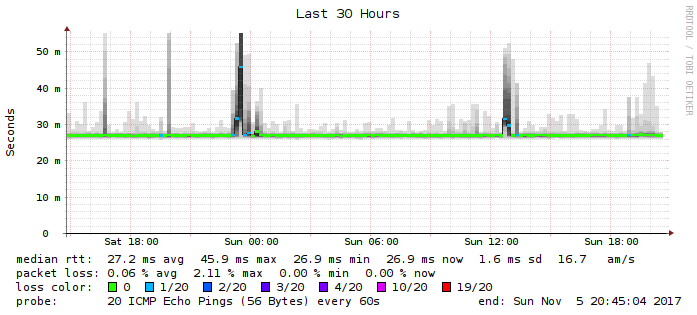 Last 30 Hours
RRDTOOL / TOBI OETIKER
Seconds
50 m
40 m
30 m
20 m
10 m
0
Sat 18:00 Sun 00:00 Sun 06:00 Sun 12:00 Sun 18:00
median rtt: 27.2 ms avg 45.9 ms max 26.9 ms min 26.9 ms now 1.6 ms sd 16.7 am/s
packet loss: 0.06 % avg 2.11 % max 0.00 % min 0.00 % now
loss color: 0 1/20 2/20 3/20 4/20 10/20 19/20
probe: 20 ICMP Echo Pings (56 Bytes) every 60s end: Sun Nov 5 20:45:04 2017